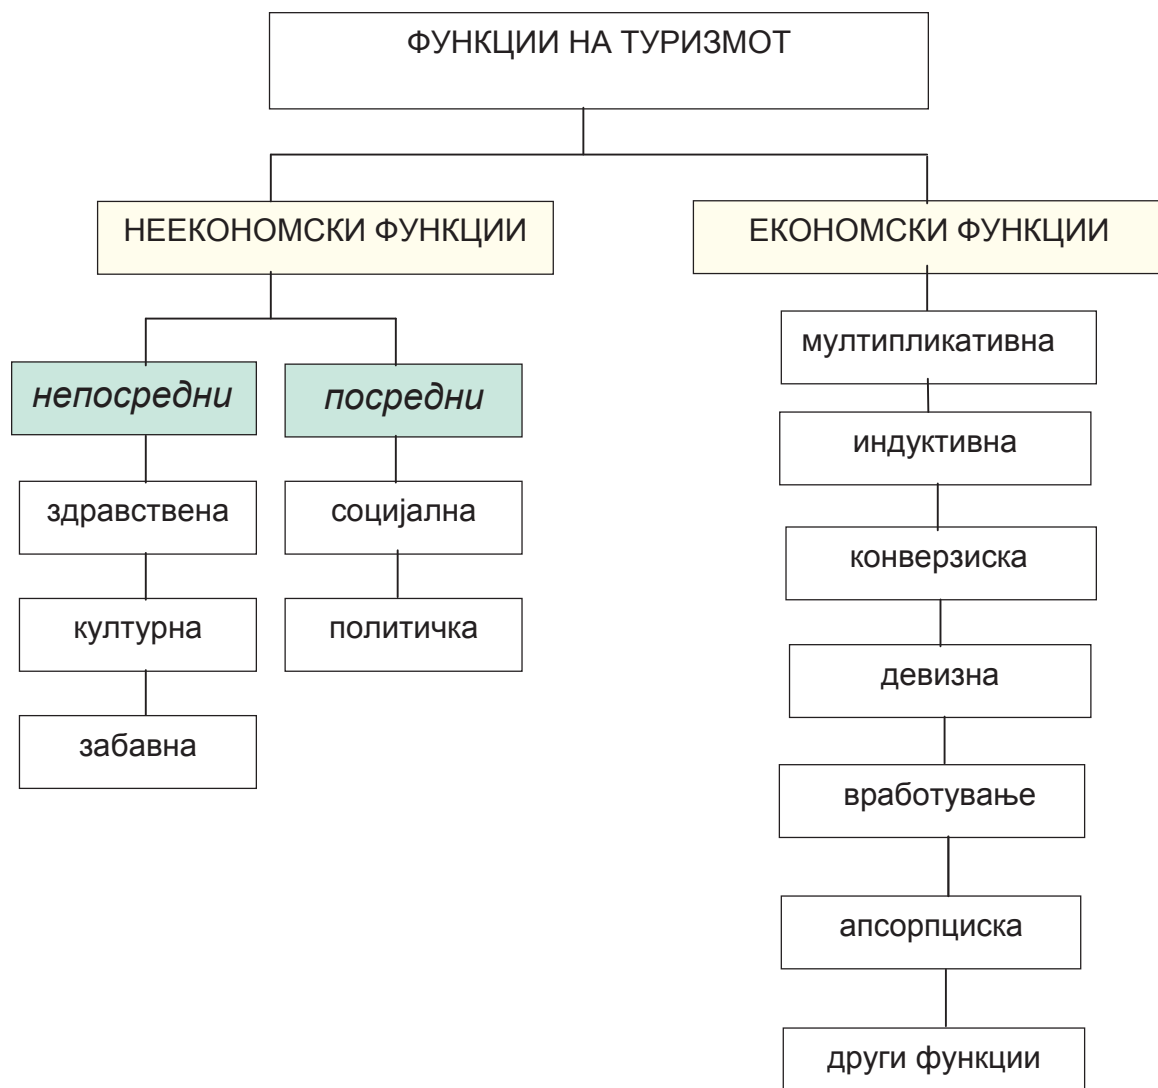 ФУНКЦИИ НА ТУРИЗМОТ
НЕЕКОНОМСКИ ФУНКЦИИ
ЕКОНОМСКИ ФУНКЦИИ
непосредни
посредни
здравствена
социјална
културна
политичка
забавна
мултипликативна
индуктивна
конверзиска
девизна
вработување
апсорпциска
други функции